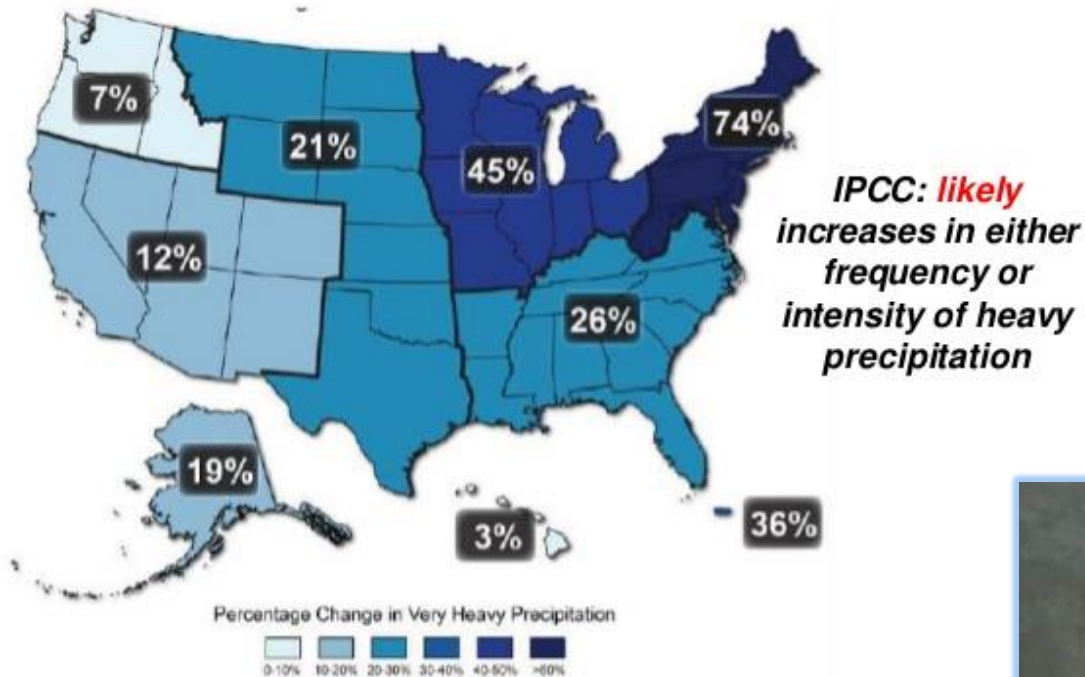 7%
21%
45%
74%
12%
26%
19%
3%
36%
IPCC: likely
increases in either
frequency or
intensity of heavy
precipitation
Percentage Change in Very Heavy Precipitation
0-10% 10-20% 20-30% 30-40% 40-50% >60%